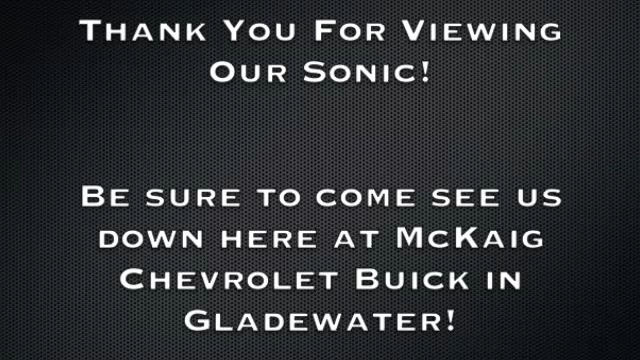 Thank You For Viewing
Our Sonic!
Be sure to come see us
down here at McKaig
Chevrolet Buick in
Gladewater!